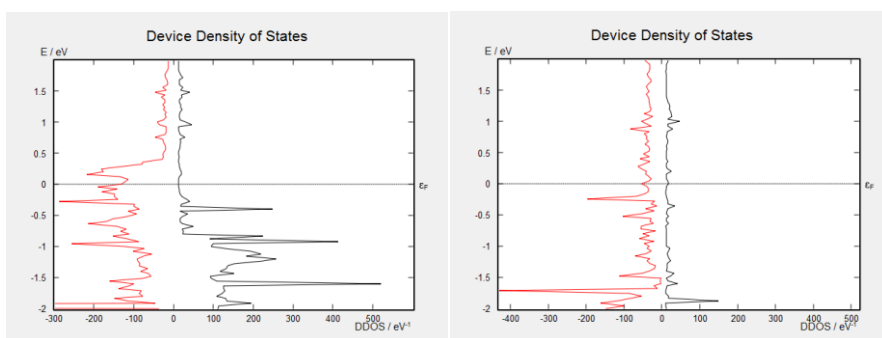 Device Density of States
E / eV
1.5
1
0.5
0
-0.5
-1
-1.5
-2
εF
-300 -200 -100 0 100 200 300 400 500
DDOS / eV⁻¹
Device Density of States
E / eV
1.5
1
0.5
0
-0.5
-1
-1.5
-2
εF
-400 -300 -200 -100 0 100 200 300 400 500
DDOS / eV⁻¹